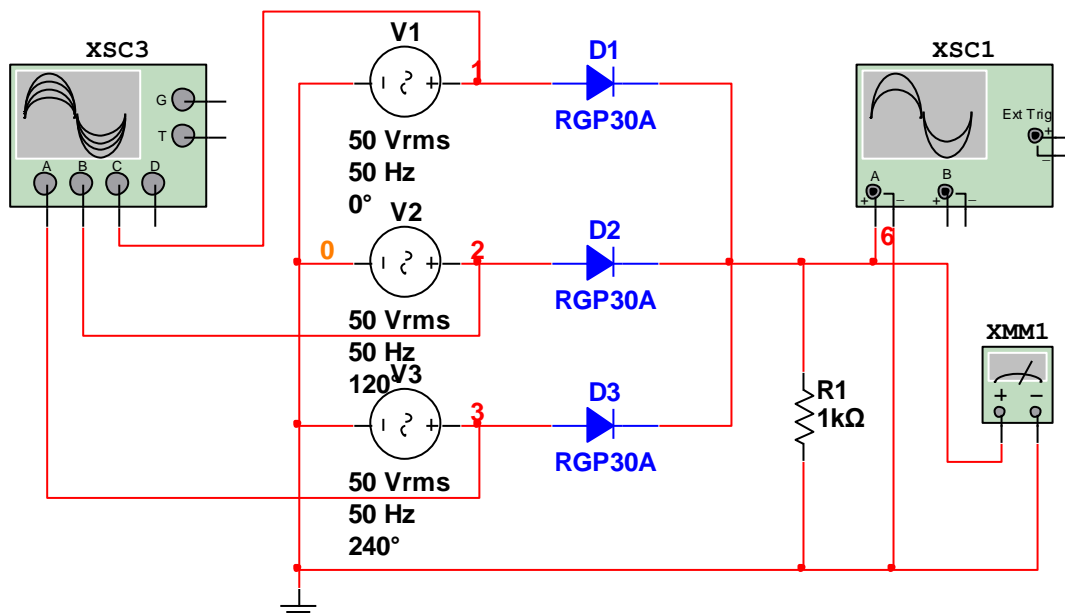 XSC3
G
T
A B C D
V1
1
50 Vrms
50 Hz
0°
D1
RGP30A
XSC1
Ext Trig
+
−
A
B
+ −
+ −
0
V2
2
50 Vrms
50 Hz
120°
D2
RGP30A
6
V3
3
50 Vrms
50 Hz
240°
D3
RGP30A
R1
1kΩ
XMM1
+ −